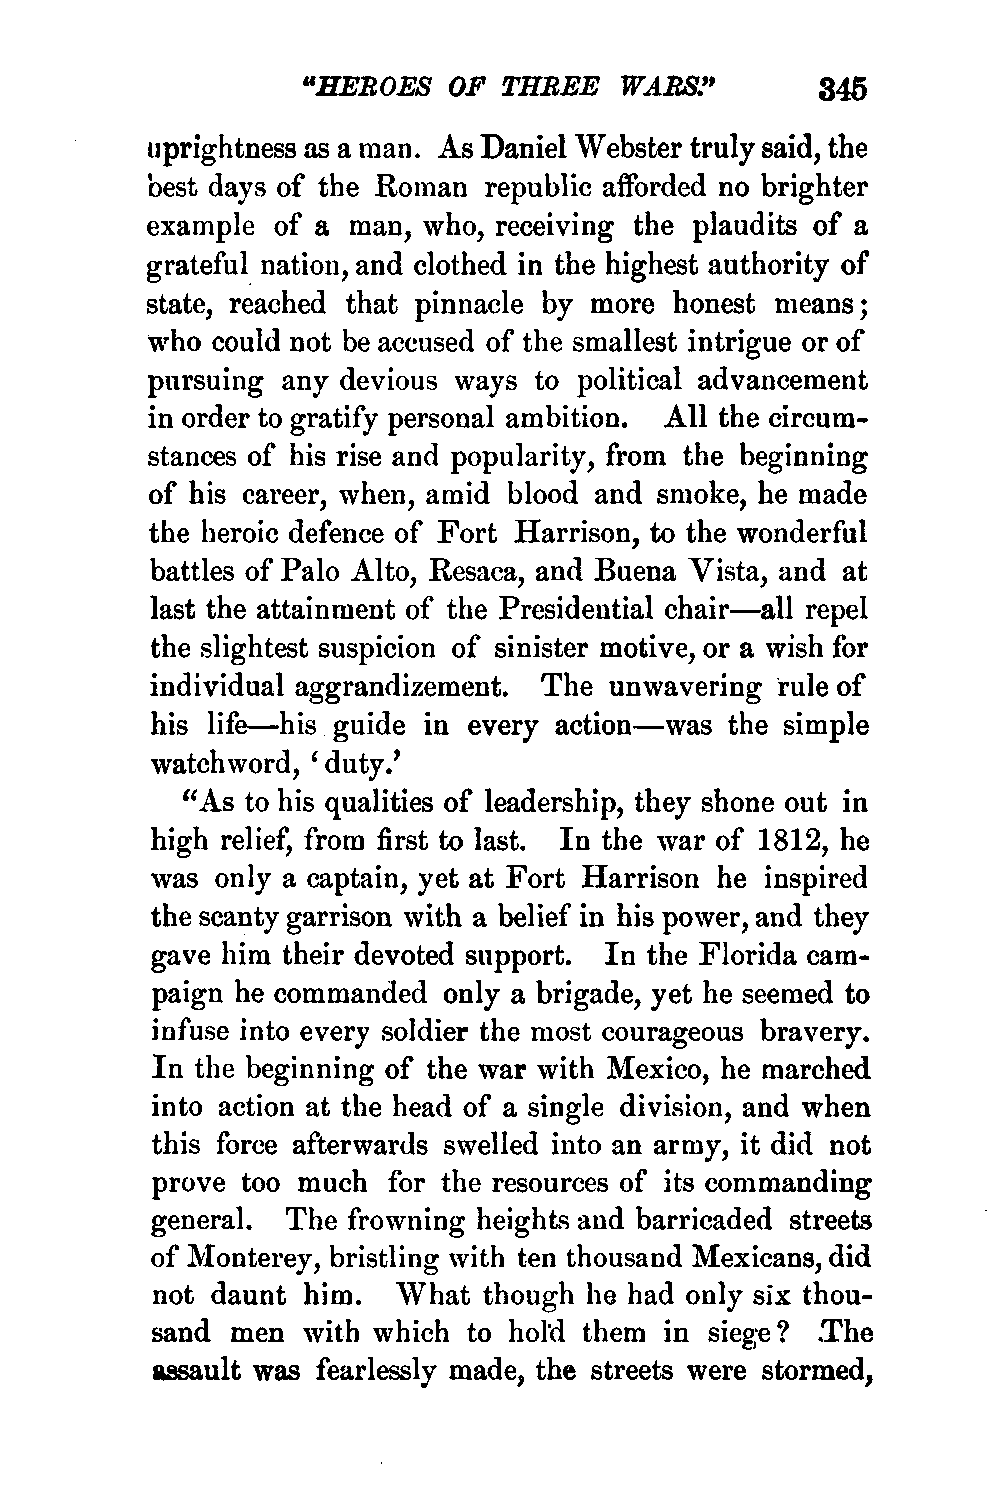 "HEROES OF THREE WARS." 345
uprightness as a man. As Daniel Webster truly said, the
best days of the Roman republic afforded no brighter
example of a man, who, receiving the plaudits of a
grateful nation, and clothed in the highest authority of
state, reached that pinnacle by more honest means;
who could not be accused of the smallest intrigue or of
pursuing any devious ways to political advancement
in order to gratify personal ambition. All the circum-
stances of his rise and popularity, from the beginning
of his career, when, amid blood and smoke, he made
the heroic defence of Fort Harrison, to the wonderful
battles of Palo Alto, Resaca, and Buena Vista, and at
last the attainment of the Presidential chair—all repel
the slightest suspicion of sinister motive, or a wish for
individual aggrandizement. The unwavering rule of
his life—his guide in every action—was the simple
watchword, ‘duty.’
"As to his qualities of leadership, they shone out in
high relief, from first to last. In the war of 1812, he
was only a captain, yet at Fort Harrison he inspired
the scanty garrison with a belief in his power, and they
gave him their devoted support. In the Florida cam-
paign he commanded only a brigade, yet he seemed to
infuse into every soldier the most courageous bravery.
In the beginning of the war with Mexico, he marched
into action at the head of a single division, and when
this force afterwards swelled into an army, it did not
prove too much for the resources of its commanding
general. The frowning heights and barricaded streets
of Monterey, bristling with ten thousand Mexicans, did
not daunt him. What though he had only six thou-
sand men with which to hold them in siege? The
assault was fearlessly made, the streets were stormed,